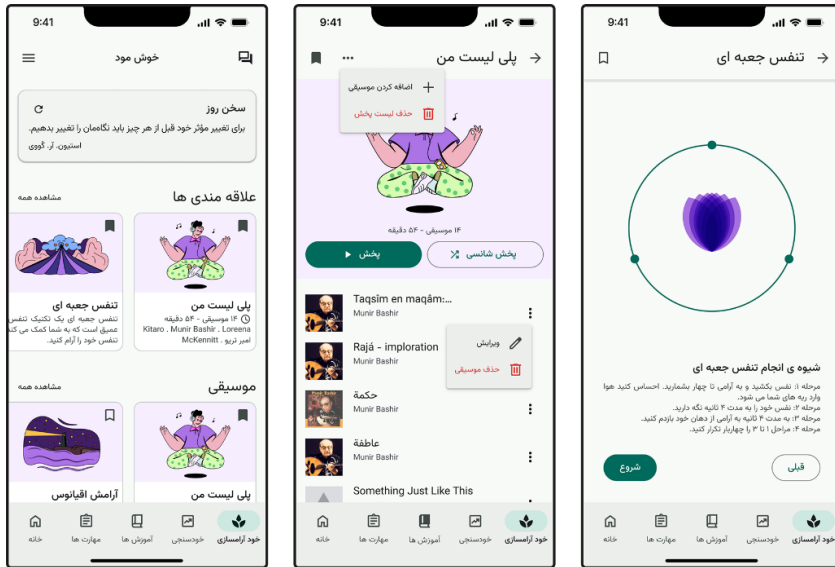 9:41
خوش مود
سخن روز
برای تغییر مؤثر خود قبل از هر چیز باید نگاه‌مان را تغییر بدهیم.
استیون. آر. کُووی
علاقه مندی ها
مشاهده همه
پلی لیست من
۱۴ موسیقی - ۵۴ دقیقه
Kitaro . Munir Bashir . Loreena
McKennitt . امیر تریو
تنفس جعبه ای
تنفس جعبه ای یک تکنیک تنفس
عمیق است که به شما کمک می کند
تنفس خود را آرام کنید.
موسیقی
مشاهده همه
پلی لیست من
آرامش اقیانوس
خود آرامسازی
خودسنجی
آموزش ها
مهارت ها
خانه
9:41
پلی لیست من
اضافه کردن موسیقی
حذف لیست پخش
۱۴ موسیقی - ۵۴ دقیقه
پخش شانسی
پخش
Taqsîm en maqâm:...
Munir Bashir
Rajá - imploration
Munir Bashir
ویرایش
حذف موسیقی
حكمة
Munir Bashir
عاطفة
Munir Bashir
Something Just Like This
خود آرامسازی
خودسنجی
آموزش ها
مهارت ها
خانه
9:41
تنفس جعبه ای
شیوه ی انجام تنفس جعبه ای
مرحله ۱: نفس بکشید و به آرامی تا چهار بشمارید. احساس کنید هوا
وارد ریه های شما می شود.
مرحله ۲: نفس خود را به مدت ۴ ثانیه نگه دارید.
مرحله ۳: به مدت ۴ ثانیه به آرامی از دهان خود بازدم کنید.
مرحله ۴: مراحل ۱ تا ۳ را چهاربار تکرار کنید.
قبلی
شروع
خود آرامسازی
خودسنجی
آموزش ها
مهارت ها
خانه